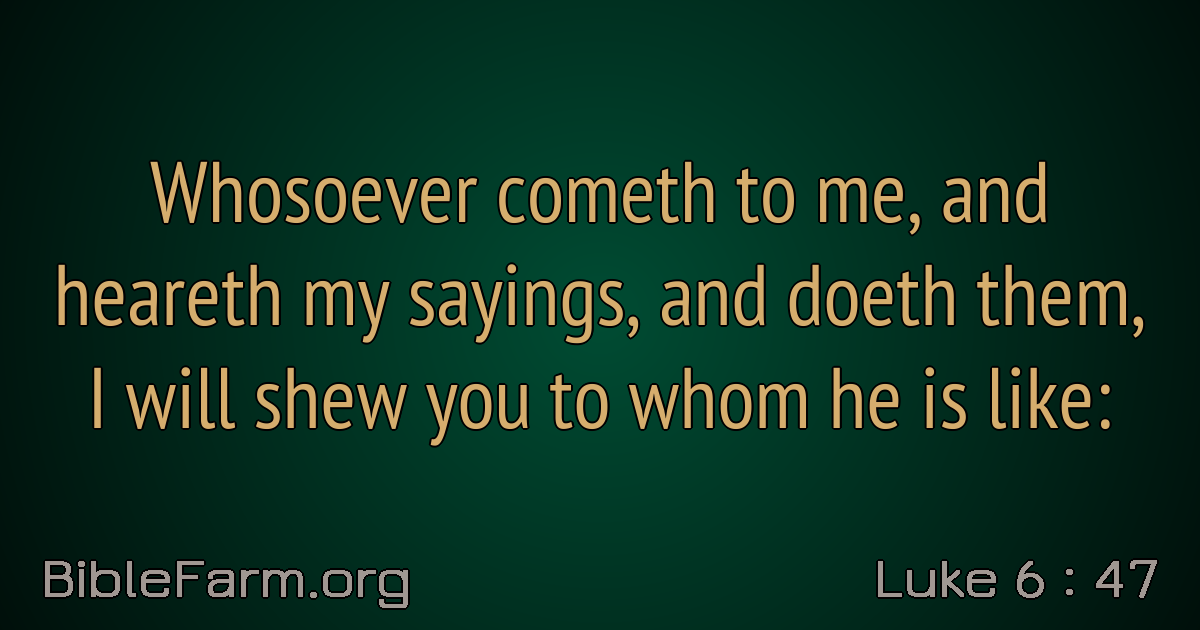 Whosoever cometh to me, and
heareth my sayings, and doeth them,
I will shew you to whom he is like:
BibleFarm.org
Luke 6 : 47